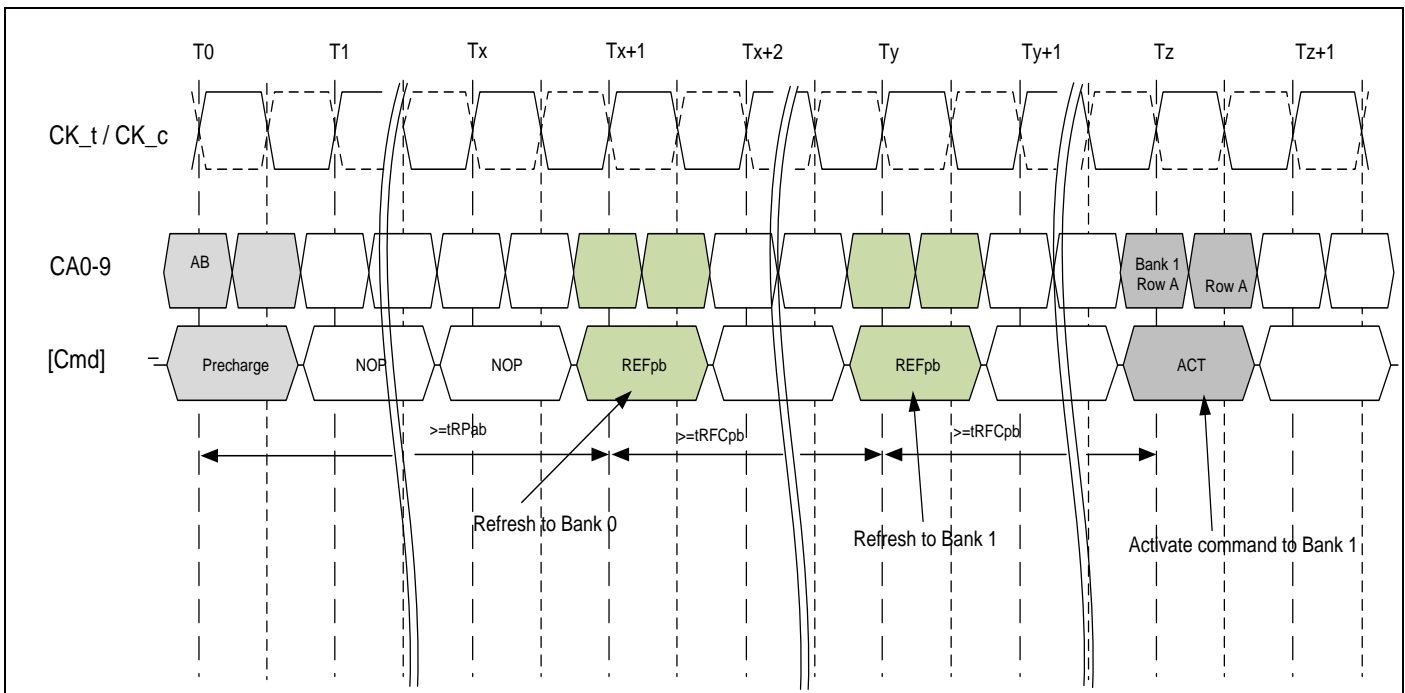 T0 T1 Tx Tx+1 Tx+2 Ty Ty+1 Tz Tz+1
CK_t / CK_c
CA0-9
AB
Bank 1
Row A
Row A
[Cmd]
Precharge
NOP
NOP
REFpb
REFpb
ACT
>=tRPab
>=tRFCpb
>=tRFCpb
Refresh to Bank 0
Refresh to Bank 1
Activate command to Bank 1